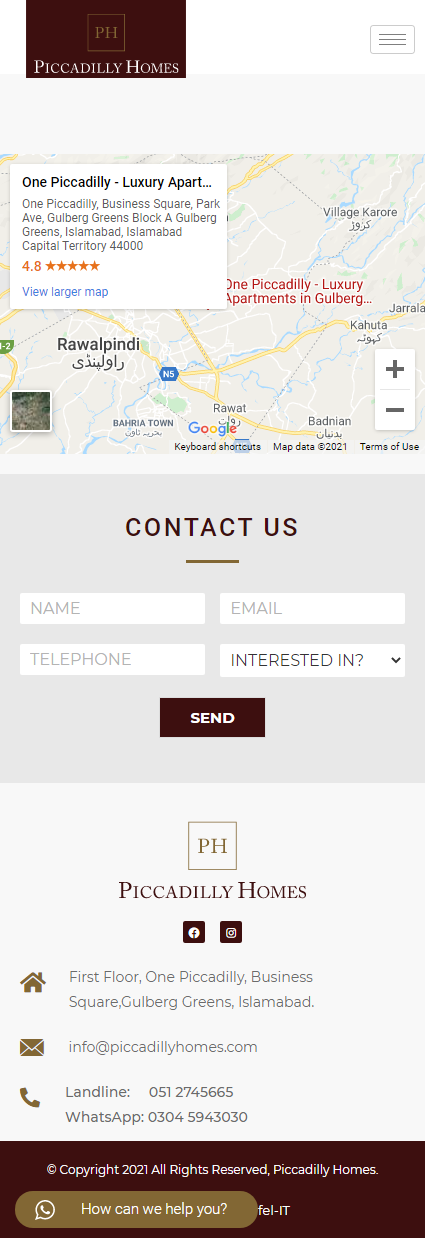 PH
PICCADILLY HOMES
One Piccadilly - Luxury Apart...
One Piccadilly, Business Square, Park
Ave, Gulberg Greens Block A Gulberg
Greens, Islamabad, Islamabad
Capital Territory 44000
4.8
View larger map
Village Karore
کروڑ
One Piccadilly - Luxury
Apartments in Gulberg...
Jarrala
Kahuta
کہوٹہ
Rawalpindi
راولپنڈی
N5
Rawat
روات
BAHRIA TOWN
بحریہ ٹاؤن
Badnian
بدنیان
Google
Keyboard shortcuts Map data ©2021 Terms of Use
CONTACT US
NAME EMAIL
TELEPHONE INTERESTED IN?
SEND
PH
PICCADILLY HOMES
First Floor, One Piccadilly, Business
Square,Gulberg Greens, Islamabad.
info@piccadillyhomes.com
Landline: 051 2745665
WhatsApp: 0304 5943030
© Copyright 2021 All Rights Reserved, Piccadilly Homes.
How can we help you?
fel-IT